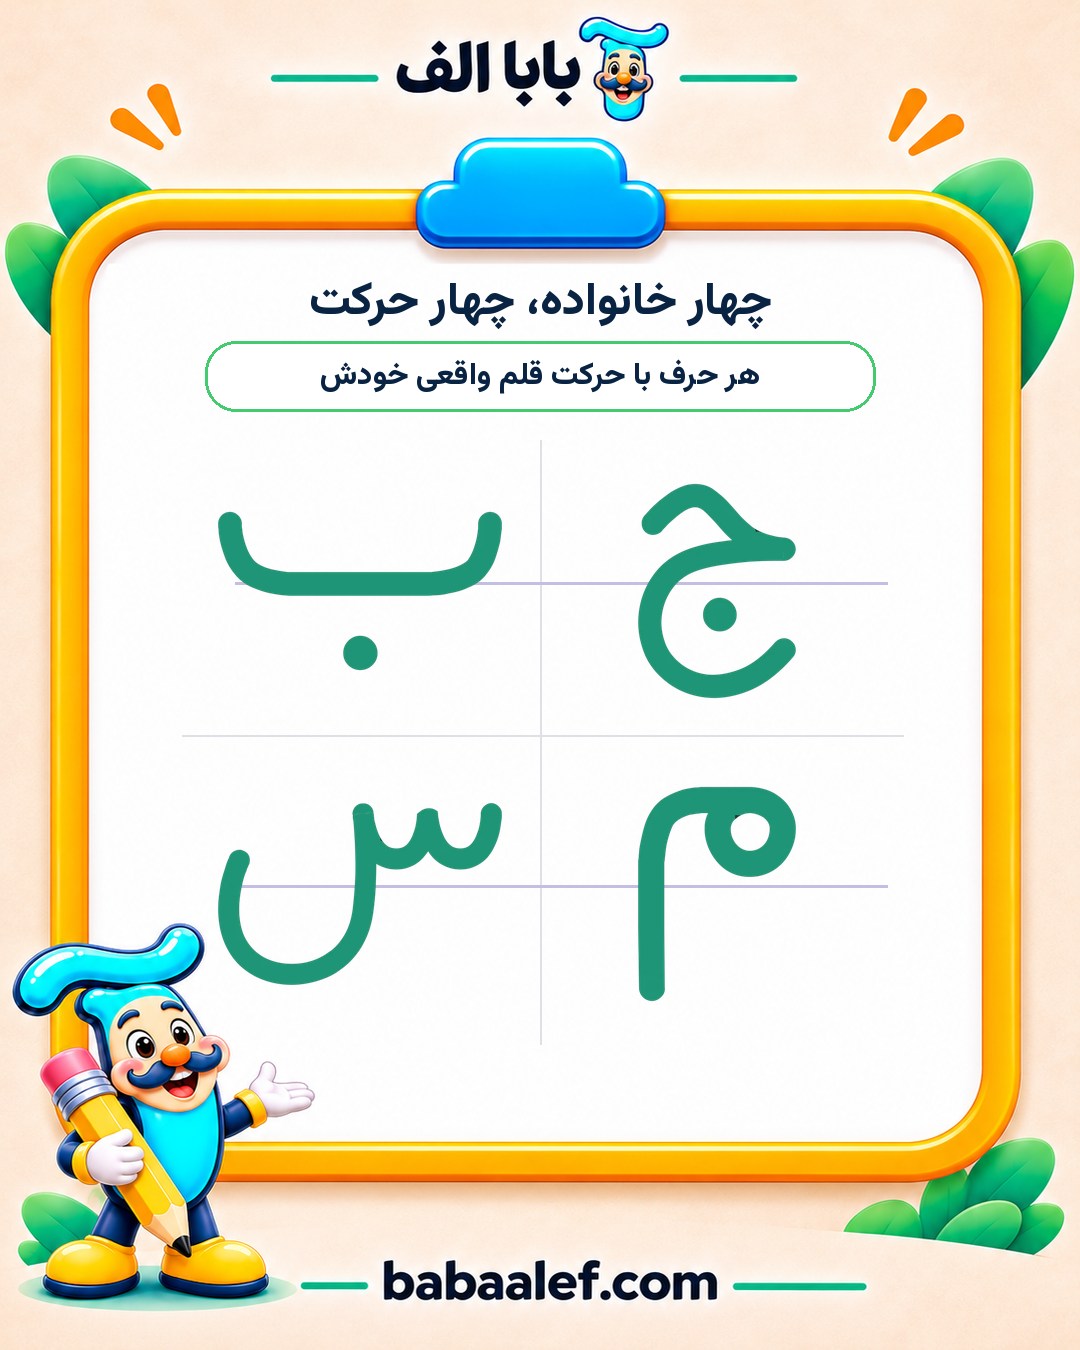 بابا الف
چهار خانواده، چهار حرکت
هر حرف با حرکت قلم واقعی خودش
ج ب
م س
babaalef.com